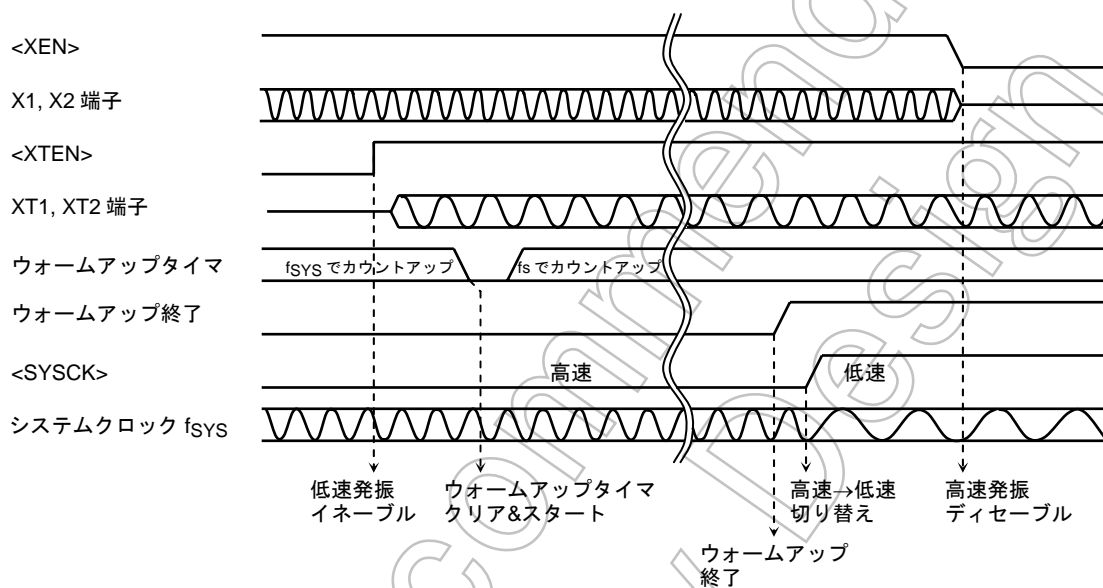 <XEN>
X1, X2 端子
<XTEN>
XT1, XT2 端子
ウォームアップタイマ
fSYS でカウントアップ
fs でカウントアップ
ウォームアップ終了
<SYSCK>
高速
低速
システムクロック fSYS
低速発振
イネーブル
ウォームアップタイマ
クリア&スタート
高速→低速
切り替え
高速発振
ディセーブル
ウォームアップ
終了